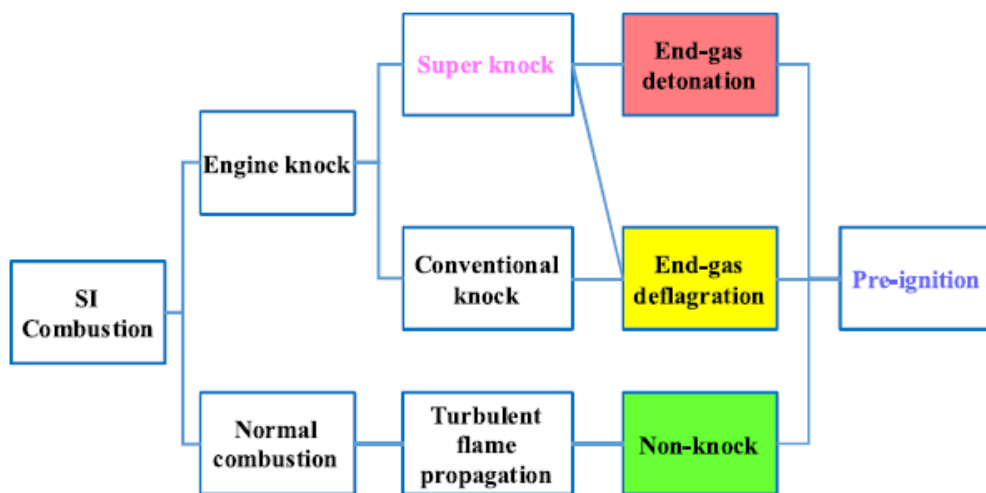 Super knock
End-gas
detonation
Engine knock
Conventional
knock
End-gas
deflagration
Pre-ignition
SI
Combustion
Normal
combustion
Turbulent
flame
propagation
Non-knock